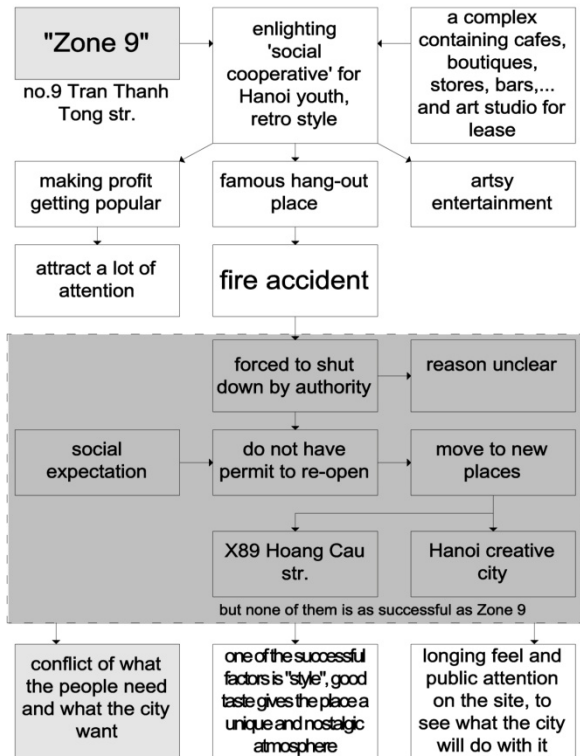 "Zone 9"
no.9 Tran Thanh
Tong str.
enlighting
'social
cooperative' for
Hanoi youth,
retro style
a complex
containing cafes,
boutiques,
stores, bars,...
and art studio for
lease
making profit
getting popular
famous hang-out
place
artsy
entertainment
attract a lot of
attention
fire accident
forced to shut
down by authority
reason unclear
social
expectation
do not have
permit to re-open
move to new
places
X89 Hoang Cau
str.
Hanoi creative
city
but none of them is as successful as Zone 9
conflict of what
the people need
and what the city
want
one of the successful
factors is "style", good
taste gives the place a
unique and nostalgic
atmosphere
longing feel and
public attention
on the site, to
see what the city
will do with it